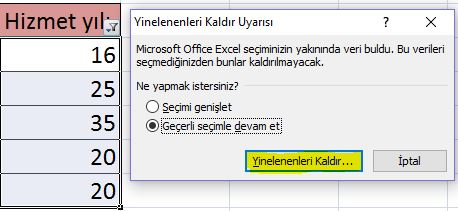 Hizmet yılı
16
25
35
20
20
Yinelenenleri Kaldır Uyarısı
Microsoft Office Excel seçiminizin yakınında veri buldu. Bu verileri
seçmediğinizden bunlar kaldırılmayacak.
Ne yapmak istersiniz?
Seçimi genişlet
Geçerli seçimle devam et
Yinelenenleri Kaldır...
İptal